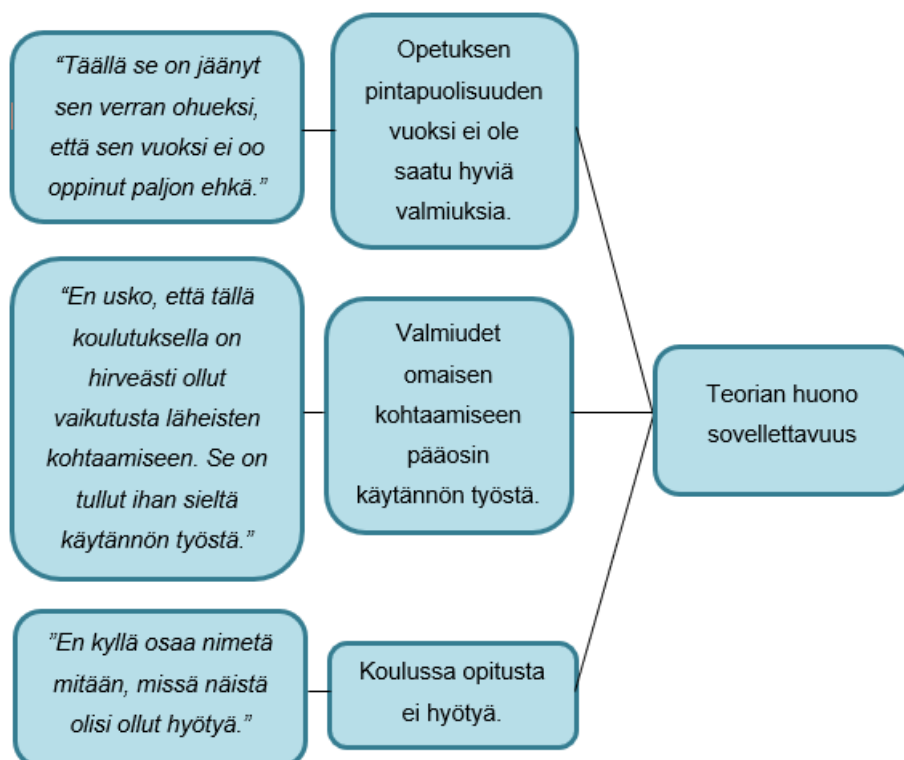 “Täällä se on jäänyt
sen verran ohueksi,
että sen vuoksi ei oo
oppinut paljon ehkä.”
Opetuksen
pintapuolisuuden
vuoksi ei ole
saatu hyviä
valmiuksia.
“En usko, että tällä
koulutuksella on
hirveästi ollut
vaikutusta läheisten
kohtaamiseen. Se on
tullut ihan sieltä
käytännön työstä.”
Valmiudet
omaisen
kohtaamiseen
pääosin
käytännön työstä.
Teorian huono
sovellettavuus
”En kyllä osaa nimetä
mitään, missä näistä
olisi ollut hyötyä.”
Koulussa opitusta
ei hyötyä.